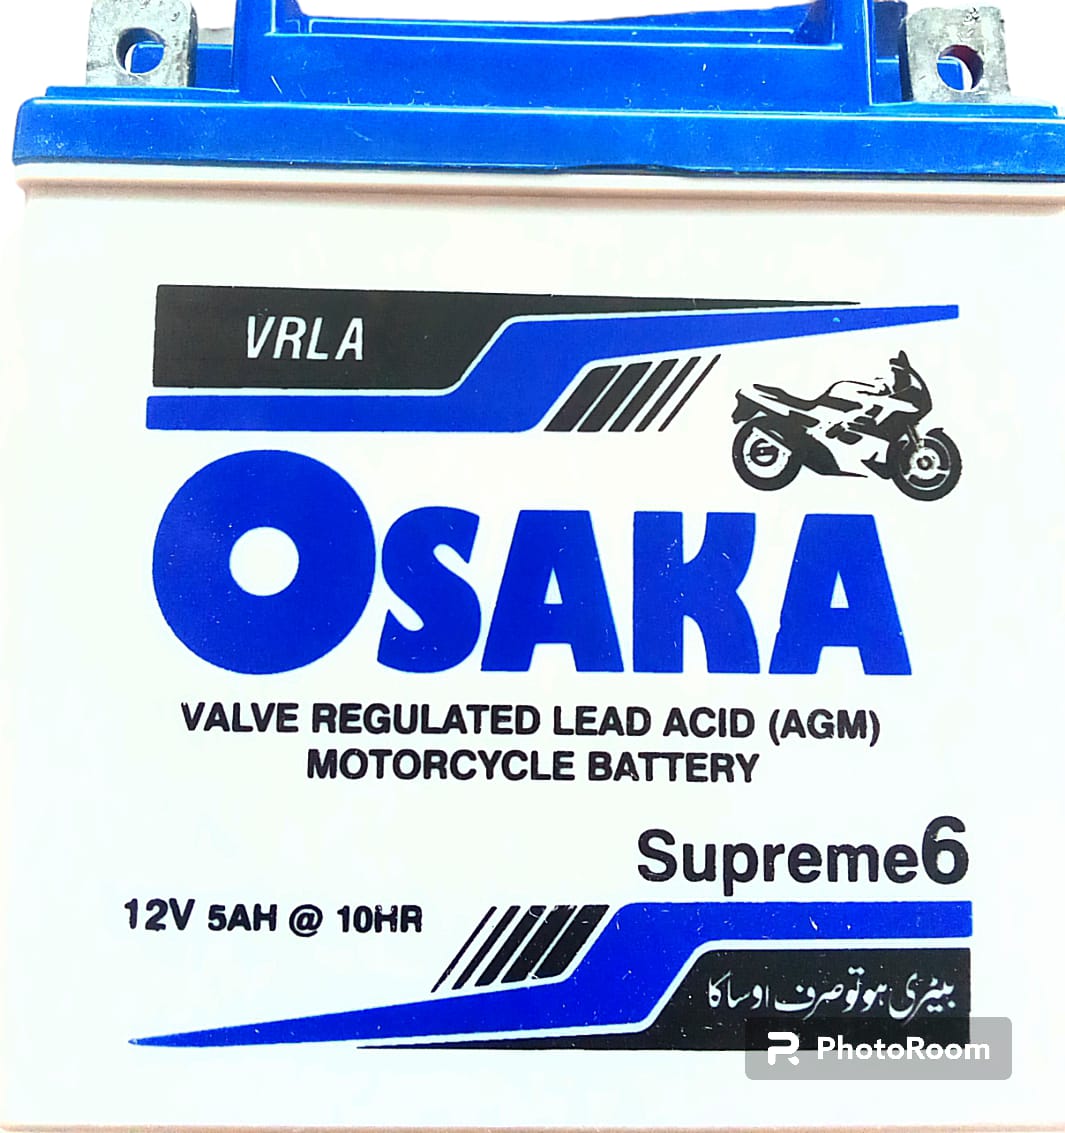 VRLA
OSAKA
VALVE REGULATED LEAD ACID (AGM)
MOTORCYCLE BATTERY
Supreme6
12V 5AH @ 10HR
بیٹری ہو تو صرف اوساکا
PhotoRoom